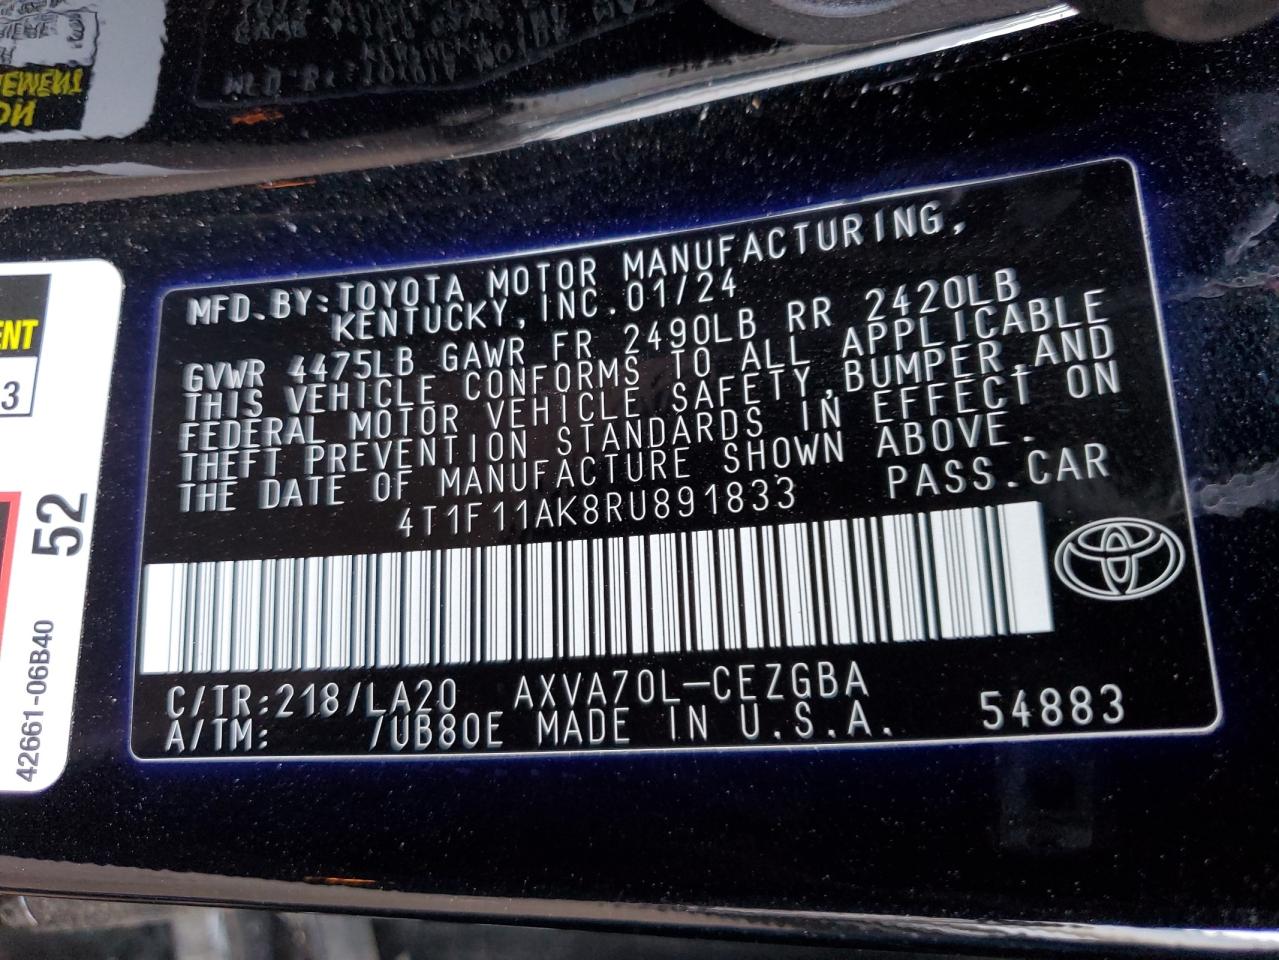 MFD.BY:TOYOTA MOTOR MANUFACTURING,
KENTUCKY,INC.01/24
GVWR 4475LB GAWR FR 2490LB RR 2420LB
THIS VEHICLE CONFORMS TO ALL APPLICABLE
FEDERAL MOTOR VEHICLE SAFETY,BUMPER,AND
THEFT PREVENTION STANDARDS IN EFFECT ON
THE DATE OF MANUFACTURE SHOWN ABOVE.
4T1F11AK8RU891833 PASS.CAR
C/TR:218/LA20 AXVA70L-CEZGBA
A/TM: /UB80E MADE IN U.S.A. 54883
3
52
42661-06B40